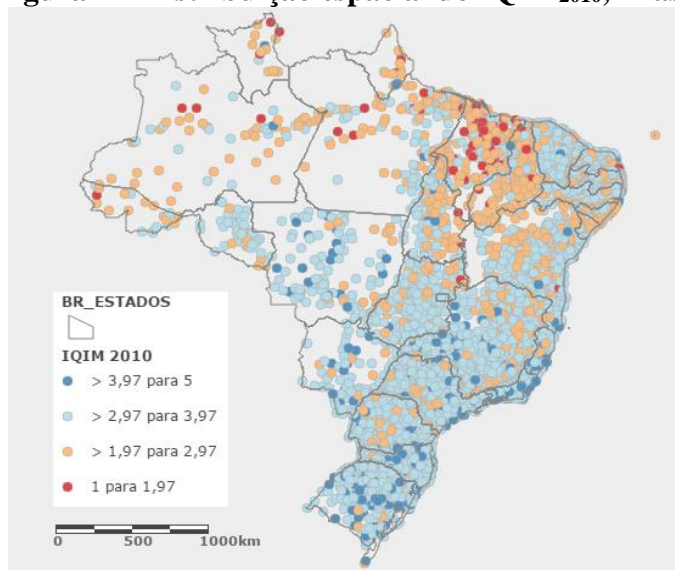 BR_ESTADOS
IQIM 2010
> 3,97 para 5
> 2,97 para 3,97
> 1,97 para 2,97
1 para 1,97
0 500 1000km